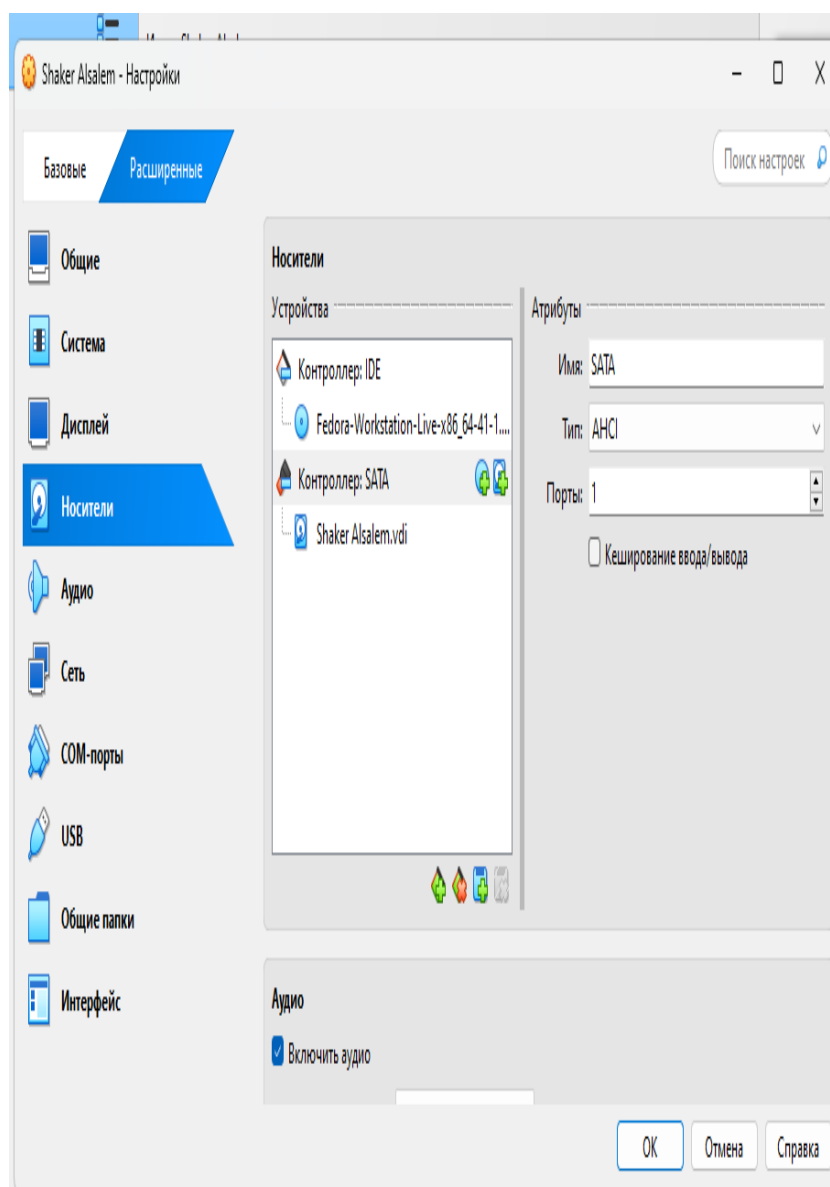 Shaker Alsalem - Настройки
Базовые
Расширенные
Поиск настроек
Общие
Система
Дисплей
Носители
Аудио
Сеть
COM-порты
USB
Общие папки
Интерфейс
Носители
Устройства
Контроллер: IDE
Fedora-Workstation-Live-x86_64-41-1....
Контроллер: SATA
Shaker Alsalem.vdi
Атрибуты
Имя: SATA
Тип: AHCI
Порты: 1
Кеширование ввода/вывода
Аудио
Включить аудио
OK
Отмена
Справка